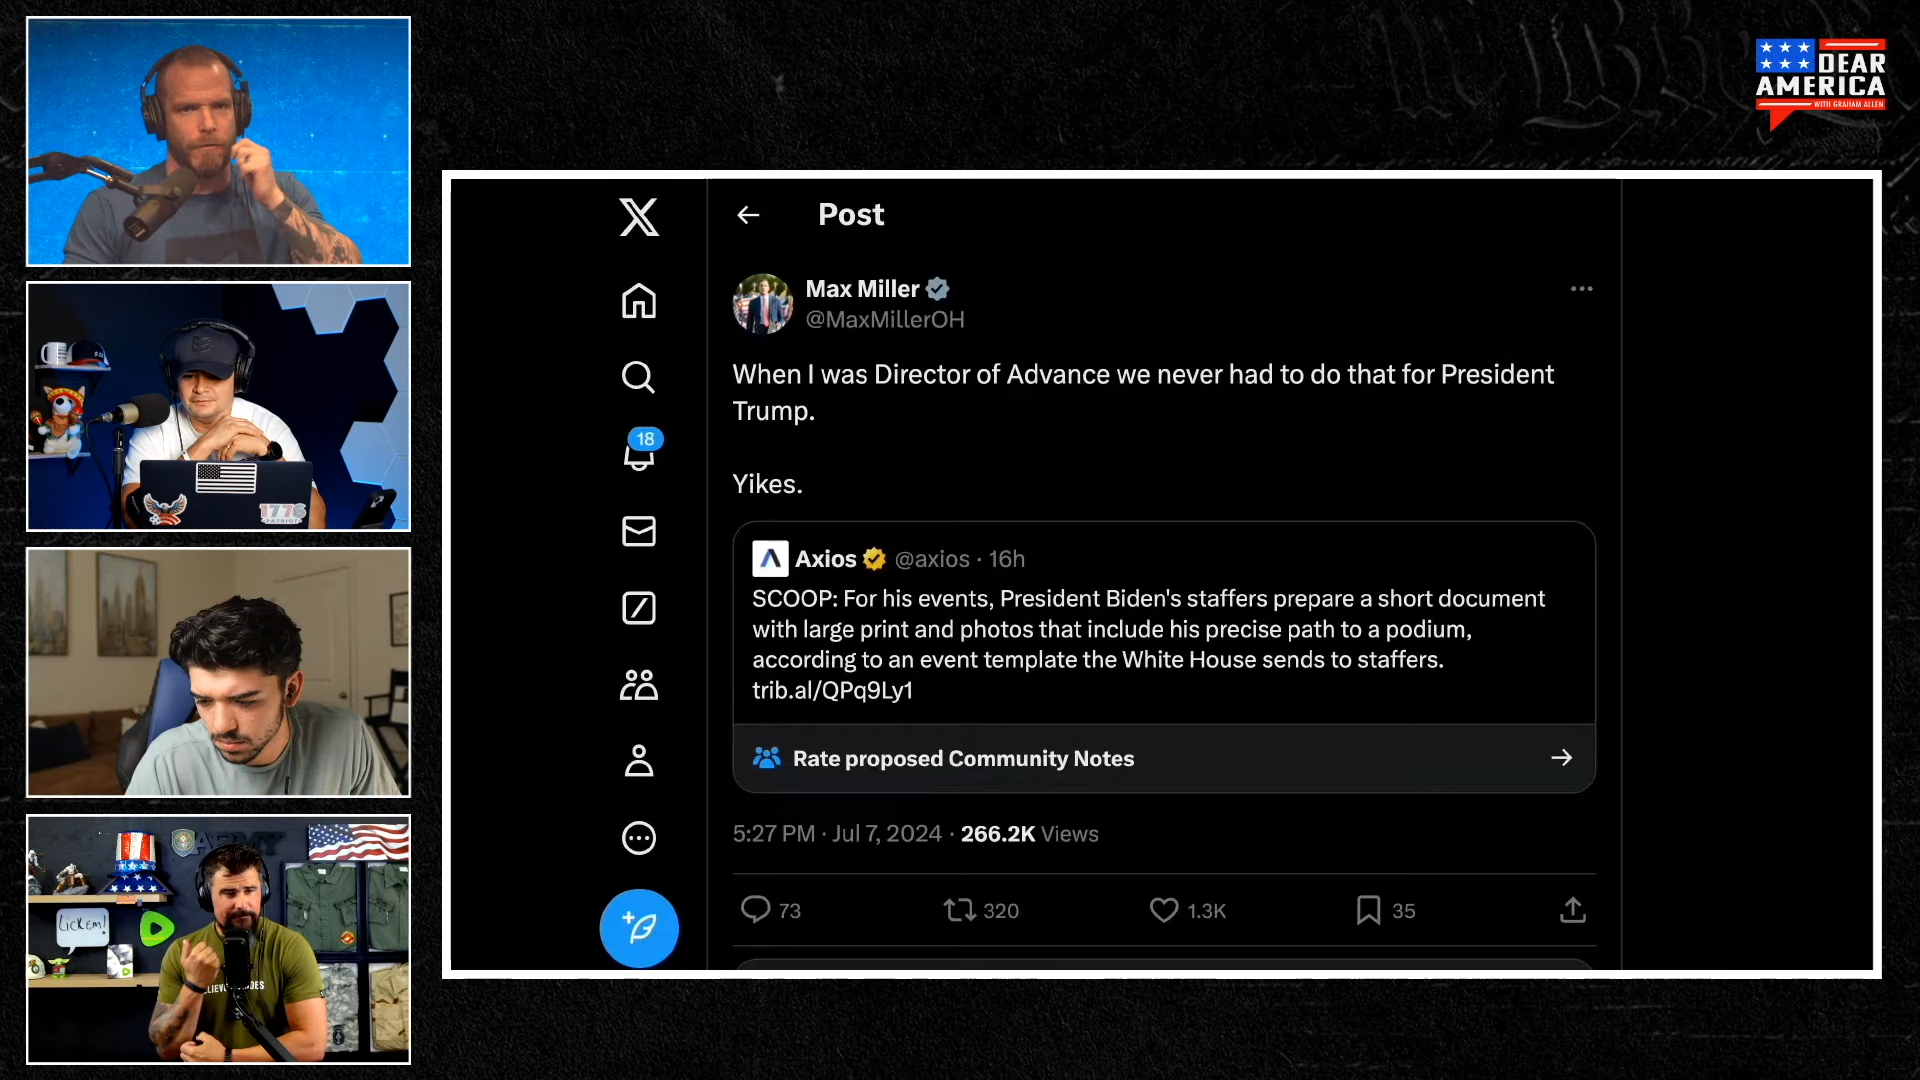 DEAR
AMERICA
WITH GRAHAM ALLEN
Post
Max Miller
@MaxMillerOH
When I was Director of Advance we never had to do that for President
Trump.
Yikes.
Axios @axios · 16h
SCOOP: For his events, President Biden's staffers prepare a short document
with large print and photos that include his precise path to a podium,
according to an event template the White House sends to staffers.
trib.al/QPq9Ly1
Rate proposed Community Notes
5:27 PM · Jul 7, 2024 · 266.2K Views
73
320
1.3K
35
18
1776
PATRIOT
ARMY
Lick em!